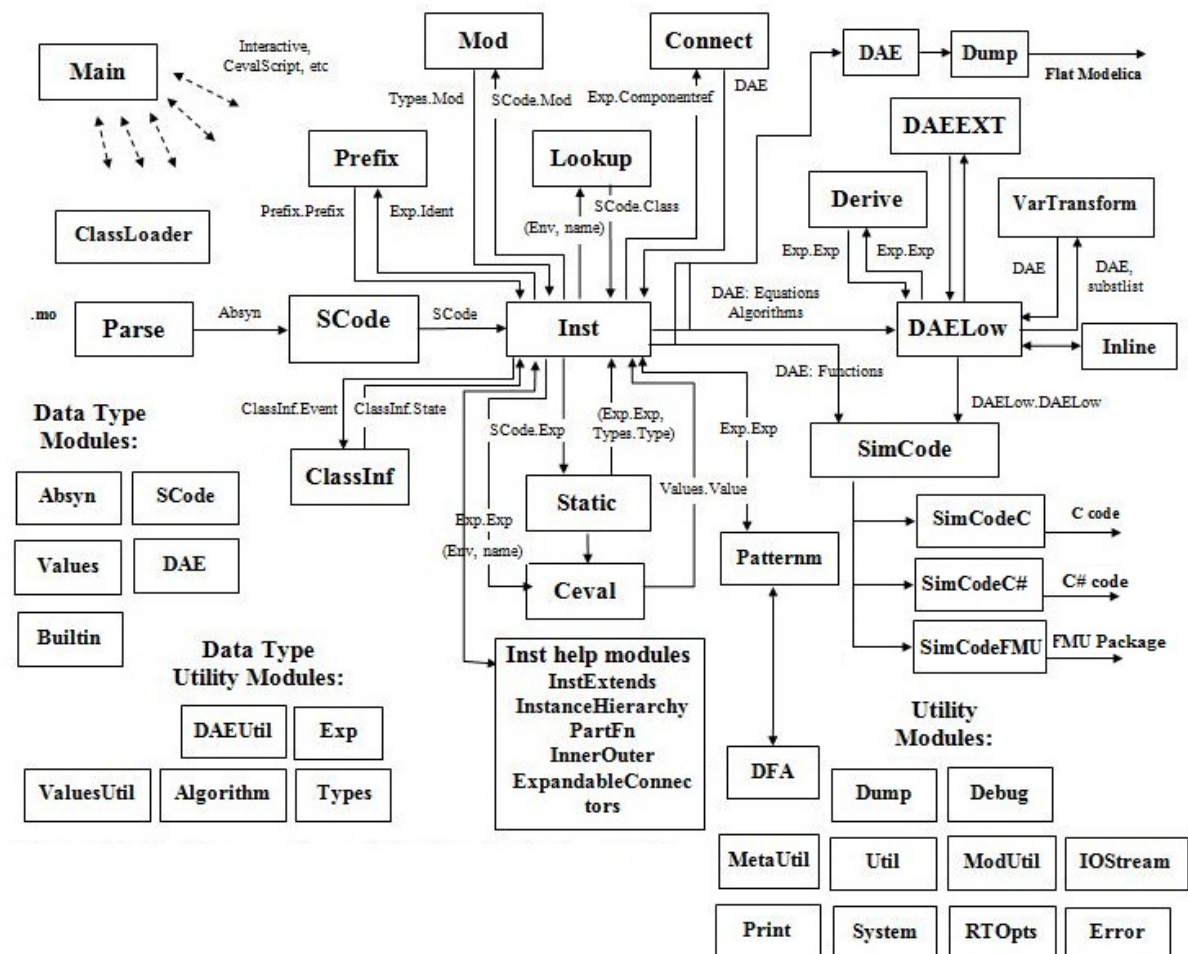 Main
Interactive,
CevalScript, etc
Mod
Connect
DAE
Dump
Flat Modelica
Types.Mod
SCode.Mod
Exp.Componentref
DAE
Prefix
Lookup
DAEEXT
Prefix.Prefix
Exp.Ident
(Env, name)
SCode.Class
Derive
VarTransform
ClassLoader
Exp.Exp
Exp.Exp
DAE
DAE,
substlist
.mo
Parse
Absyn
SCode
SCode
Inst
DAE: Equations
Algorithms
DAELow
Inline
DAE: Functions
DAELow.DAELow
ClassInf.Event
ClassInf.State
SCode.Exp
(Exp.Exp,
Types.Type)
Exp.Exp
SimCode
ClassInf
Static
Values.Value
Exp.Exp
(Env, name)
Ceval
Patternm
SimCodeC
C code
SimCodeC#
C# code
SimCodeFMU
FMU Package
Data Type
Modules:
Absyn
SCode
Values
DAE
Builtin
Data Type
Utility Modules:
DAEUtil
Exp
ValuesUtil
Algorithm
Types
Inst help modules
InstExtends
InstanceHierarchy
PartFn
InnerOuter
ExpandableConnec
tors
DFA
Utility
Modules:
Dump
Debug
MetaUtil
Util
ModUtil
IOStream
Print
System
RTOpts
Error